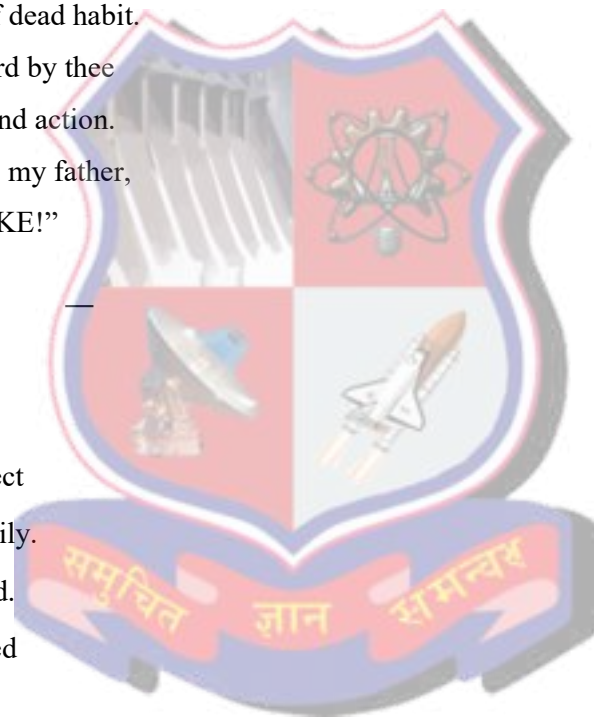 f dead habit.
rd by thee
nd action.
my father,
KE!”
—
ect
ily.
d.
ed
समुचित ज्ञान समन्वय